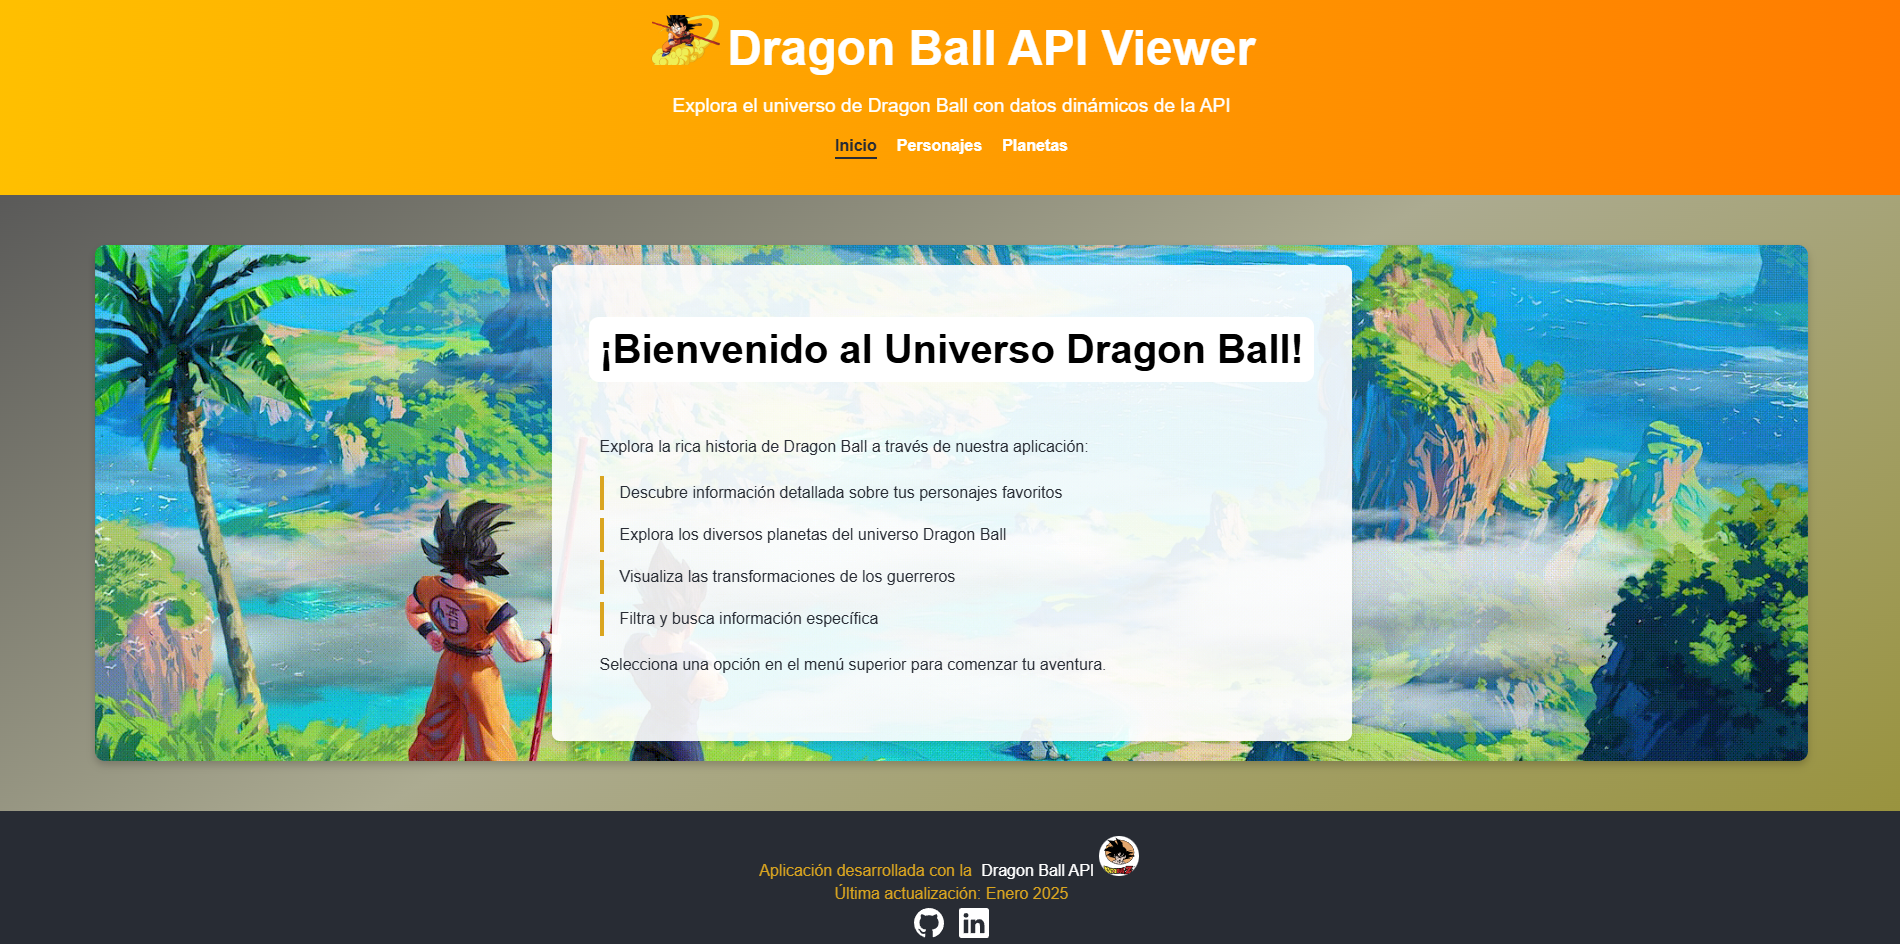 Dragon Ball API Viewer
Explora el universo de Dragon Ball con datos dinámicos de la API
Inicio Personajes Planetas
¡Bienvenido al Universo Dragon Ball!
Explora la rica historia de Dragon Ball a través de nuestra aplicación:
Descubre información detallada sobre tus personajes favoritos
Explora los diversos planetas del universo Dragon Ball
Visualiza las transformaciones de los guerreros
Filtra y busca información específica
Selecciona una opción en el menú superior para comenzar tu aventura.
Aplicación desarrollada con la Dragon Ball API
Última actualización: Enero 2025
in